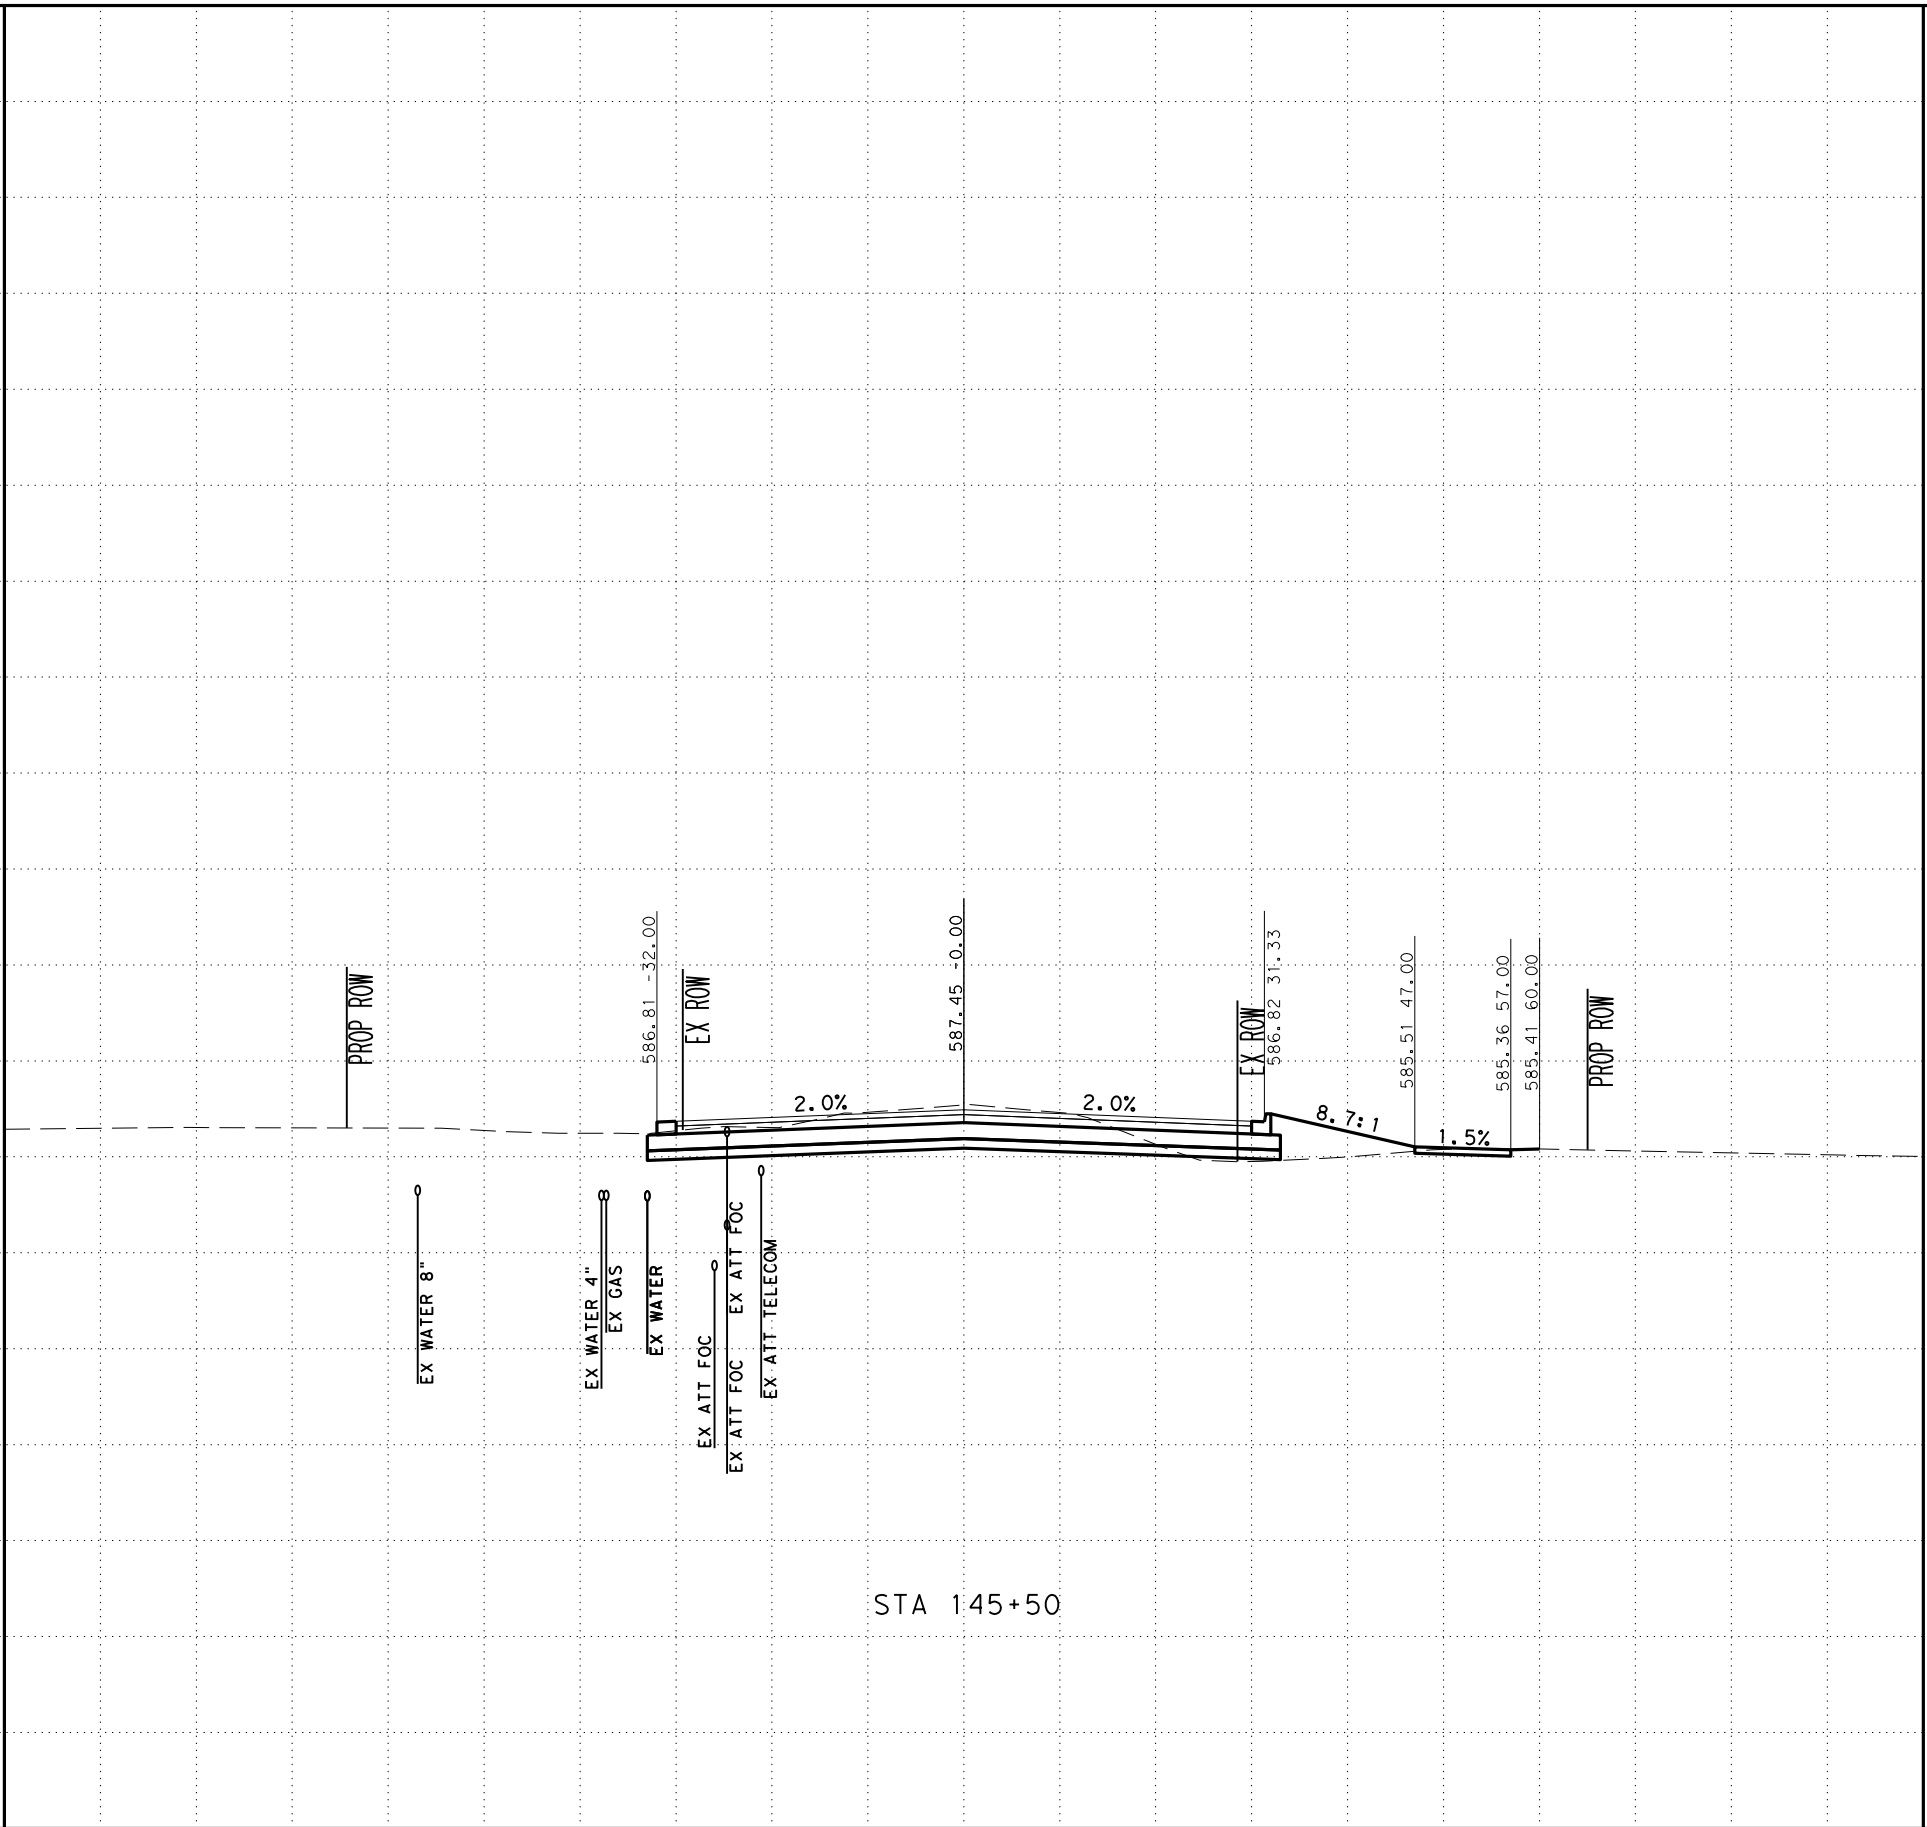 PROP ROW
586.81 -32.00
EX ROW
587.45 -0.00
EX ROW
586.82 31.33
585.51 47.00
585.36 57.00
585.41 60.00
PROP ROW
2.0%
2.0%
8.7:1
1.5%
EX WATER 8"
EX WATER 4"
EX GAS
EX WATER
EX ATT FOC
EX ATT FOC
EX ATT FOC
EX ATT TELECOM
STA 145+50